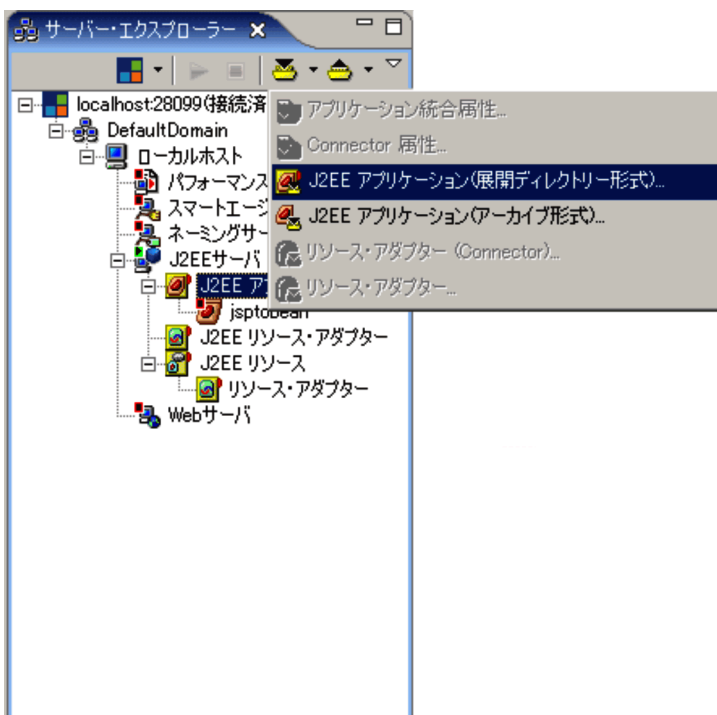 サーバー・エクスプローラー
localhost:28099(接続済
アプリケーション統合属性...
DefaultDomain
Connector 属性...
ローカルホスト
パフォーマンス
J2EE アプリケーション(展開ディレクトリー形式)...
スマートエージ
J2EE アプリケーション(アーカイブ形式)...
ネーミングサー
J2EEサーバ
リソース・アダプター (Connector)...
J2EE ア
リソース・アダプター...
jsptobean
J2EE リソース・アダプター
J2EE リソース
リソース・アダプター
Webサーバ